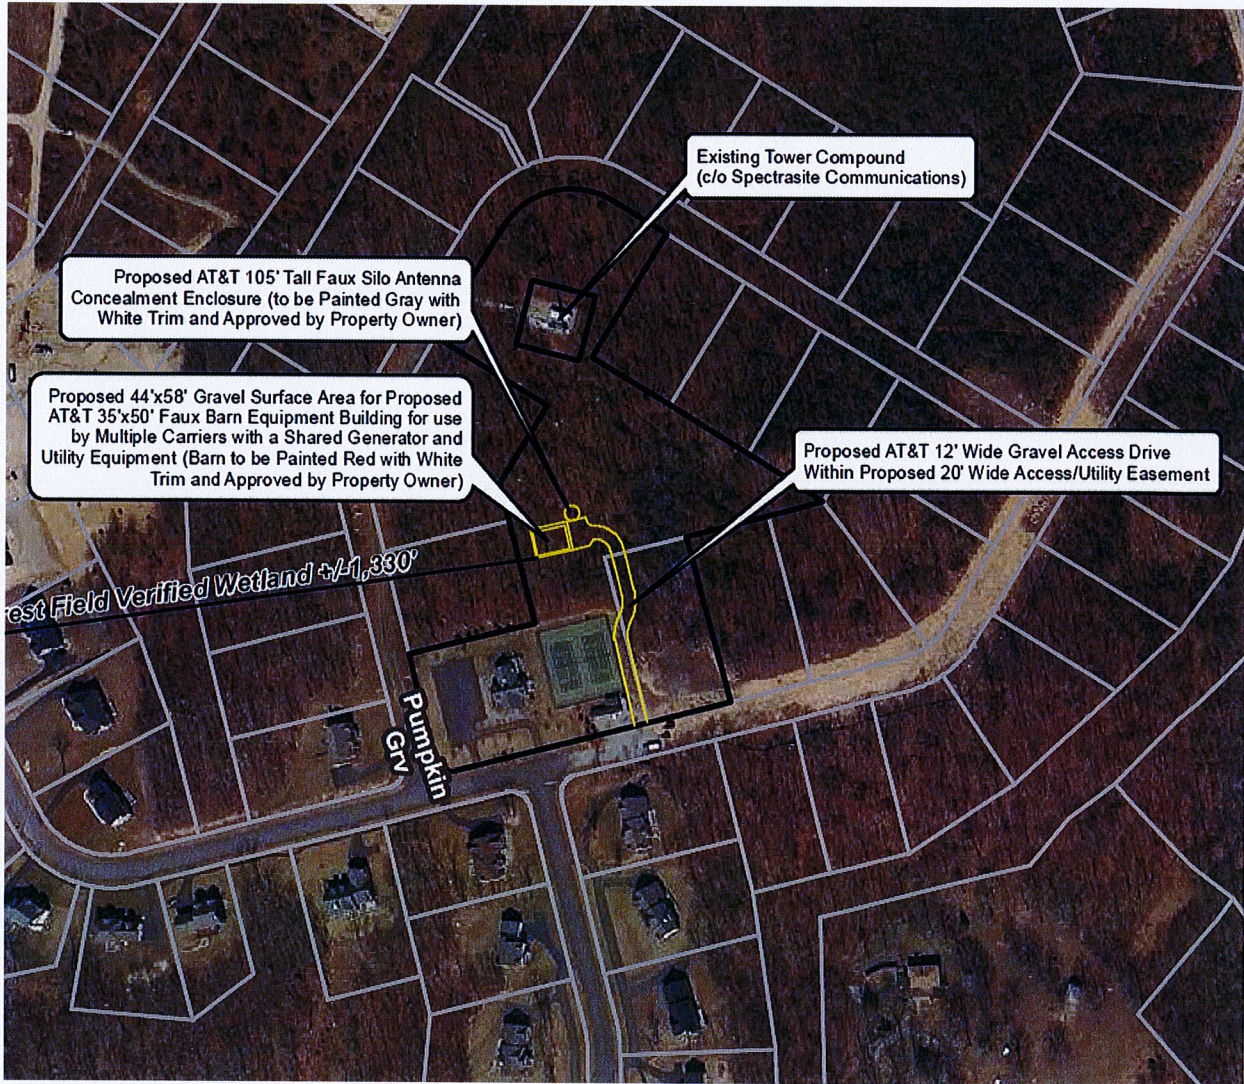 Existing Tower Compound
(c/o Spectrasite Communications)
Proposed AT&T 105' Tall Faux Silo Antenna
Concealment Enclosure (to be Painted Gray with
White Trim and Approved by Property Owner)
Proposed 44'x58' Gravel Surface Area for Proposed
AT&T 35'x50' Faux Barn Equipment Building for use
by Multiple Carriers with a Shared Generator and
Utility Equipment (Barn to be Painted Red with White
Trim and Approved by Property Owner)
Proposed AT&T 12' Wide Gravel Access Drive
Within Proposed 20' Wide Access/Utility Easement
rest Field Verified Wetland +/-1,330'
Pumpkin
Grv